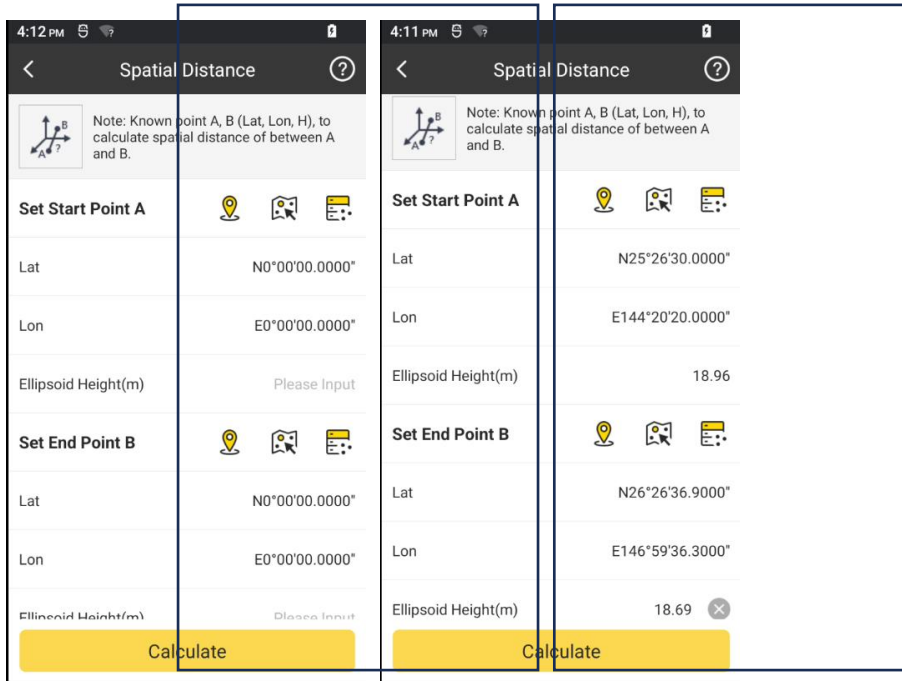 4:12 PM
Spatial Distance
Note: Known point A, B (Lat, Lon, H), to
calculate spatial distance of between A
and B.
A
B
?
Set Start Point A
Lat N0°00'00.0000"
Lon E0°00'00.0000"
Ellipsoid Height(m) Please Input
Set End Point B
Lat N0°00'00.0000"
Lon E0°00'00.0000"
Ellipsoid Height(m) Please Input
Calculate
4:11 PM
Spatial Distance
Note: Known point A, B (Lat, Lon, H), to
calculate spatial distance of between A
and B.
A
B
?
Set Start Point A
Lat N25°26'30.0000"
Lon E144°20'20.0000"
Ellipsoid Height(m) 18.96
Set End Point B
Lat N26°26'36.9000"
Lon E146°59'36.3000"
Ellipsoid Height(m) 18.69
Calculate